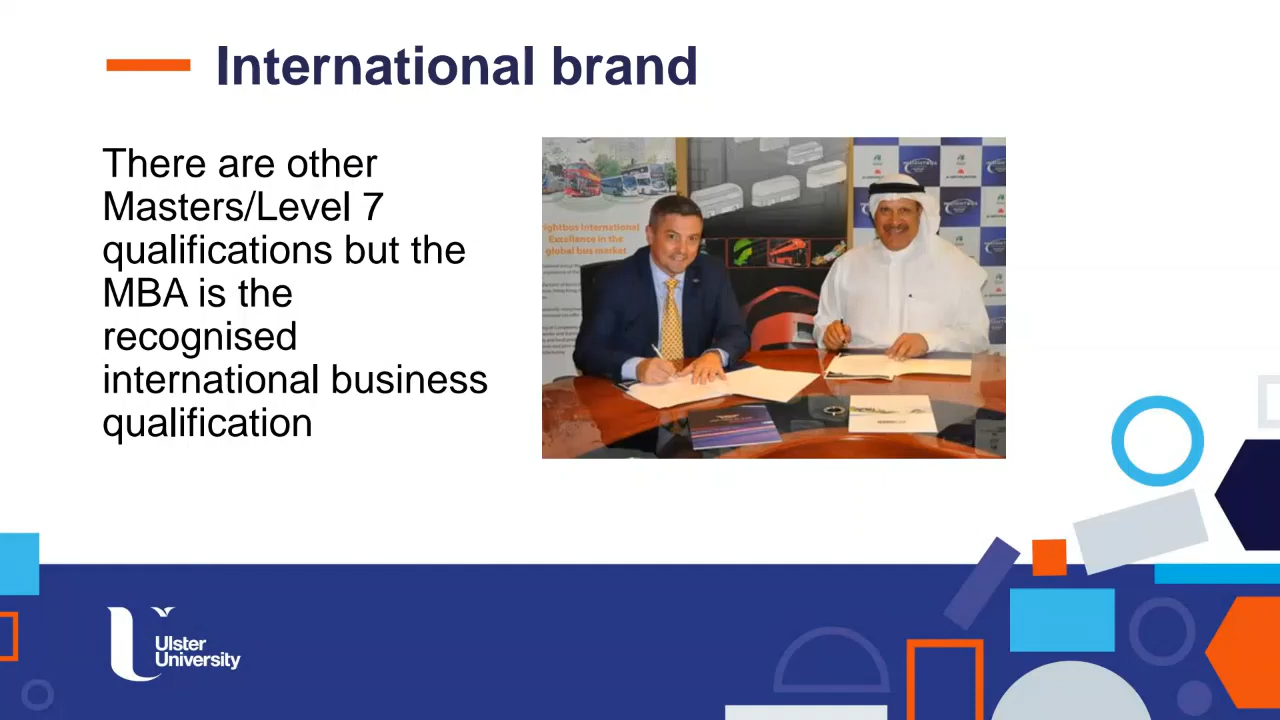 International brand
There are other
Masters/Level 7
qualifications but the
MBA is the
recognised
international business
qualification
International
Excellence in the
global bus market
Ulster
University